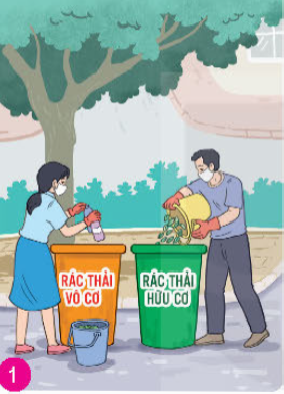 RÁC THẢI
VÔ CƠ
RÁC THẢI
HỮU CƠ
1